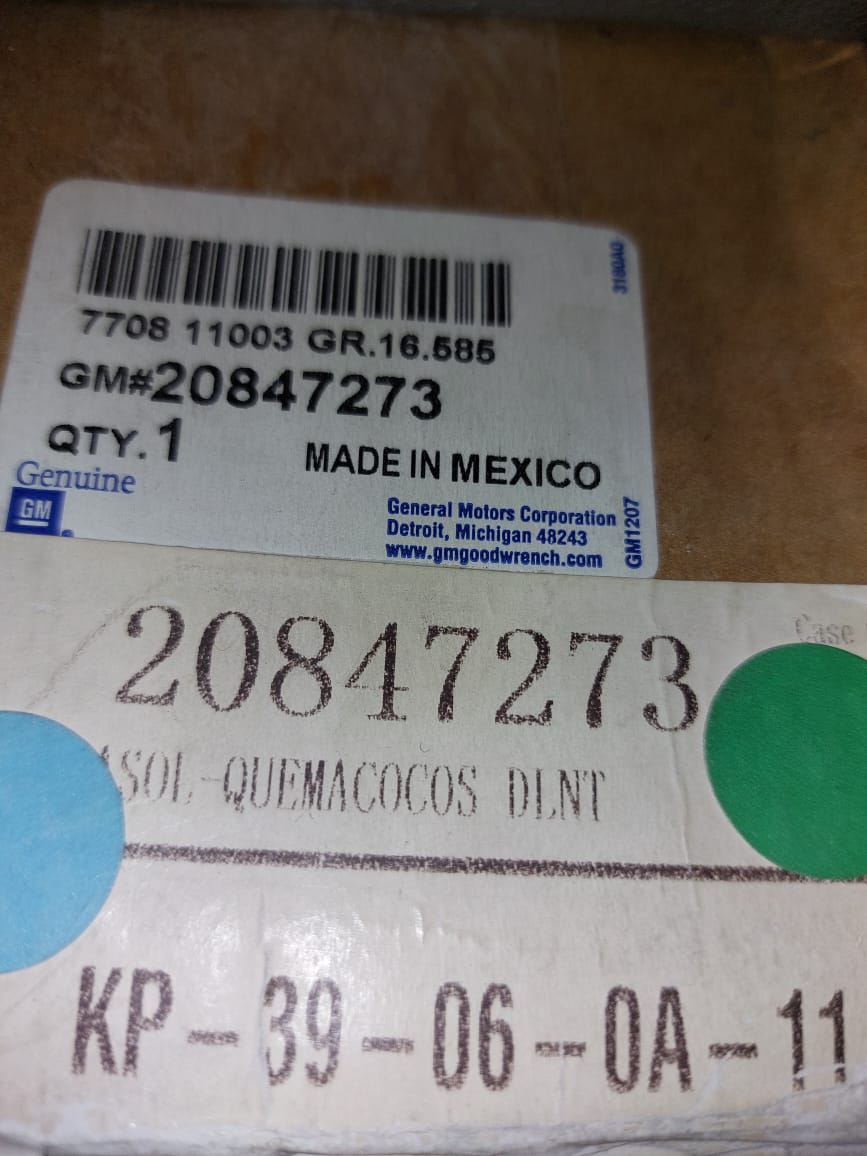 3180A0
7708 11003 GR.16.585
GM#20847273
QTY.1
MADE IN MEXICO
Genuine
GM
General Motors Corporation
Detroit, Michigan 48243
www.gmgoodwrench.com
GM1207
20847273
Case
ASOL-QUEMACOCOS DLNT
KP-39-06-0A-11